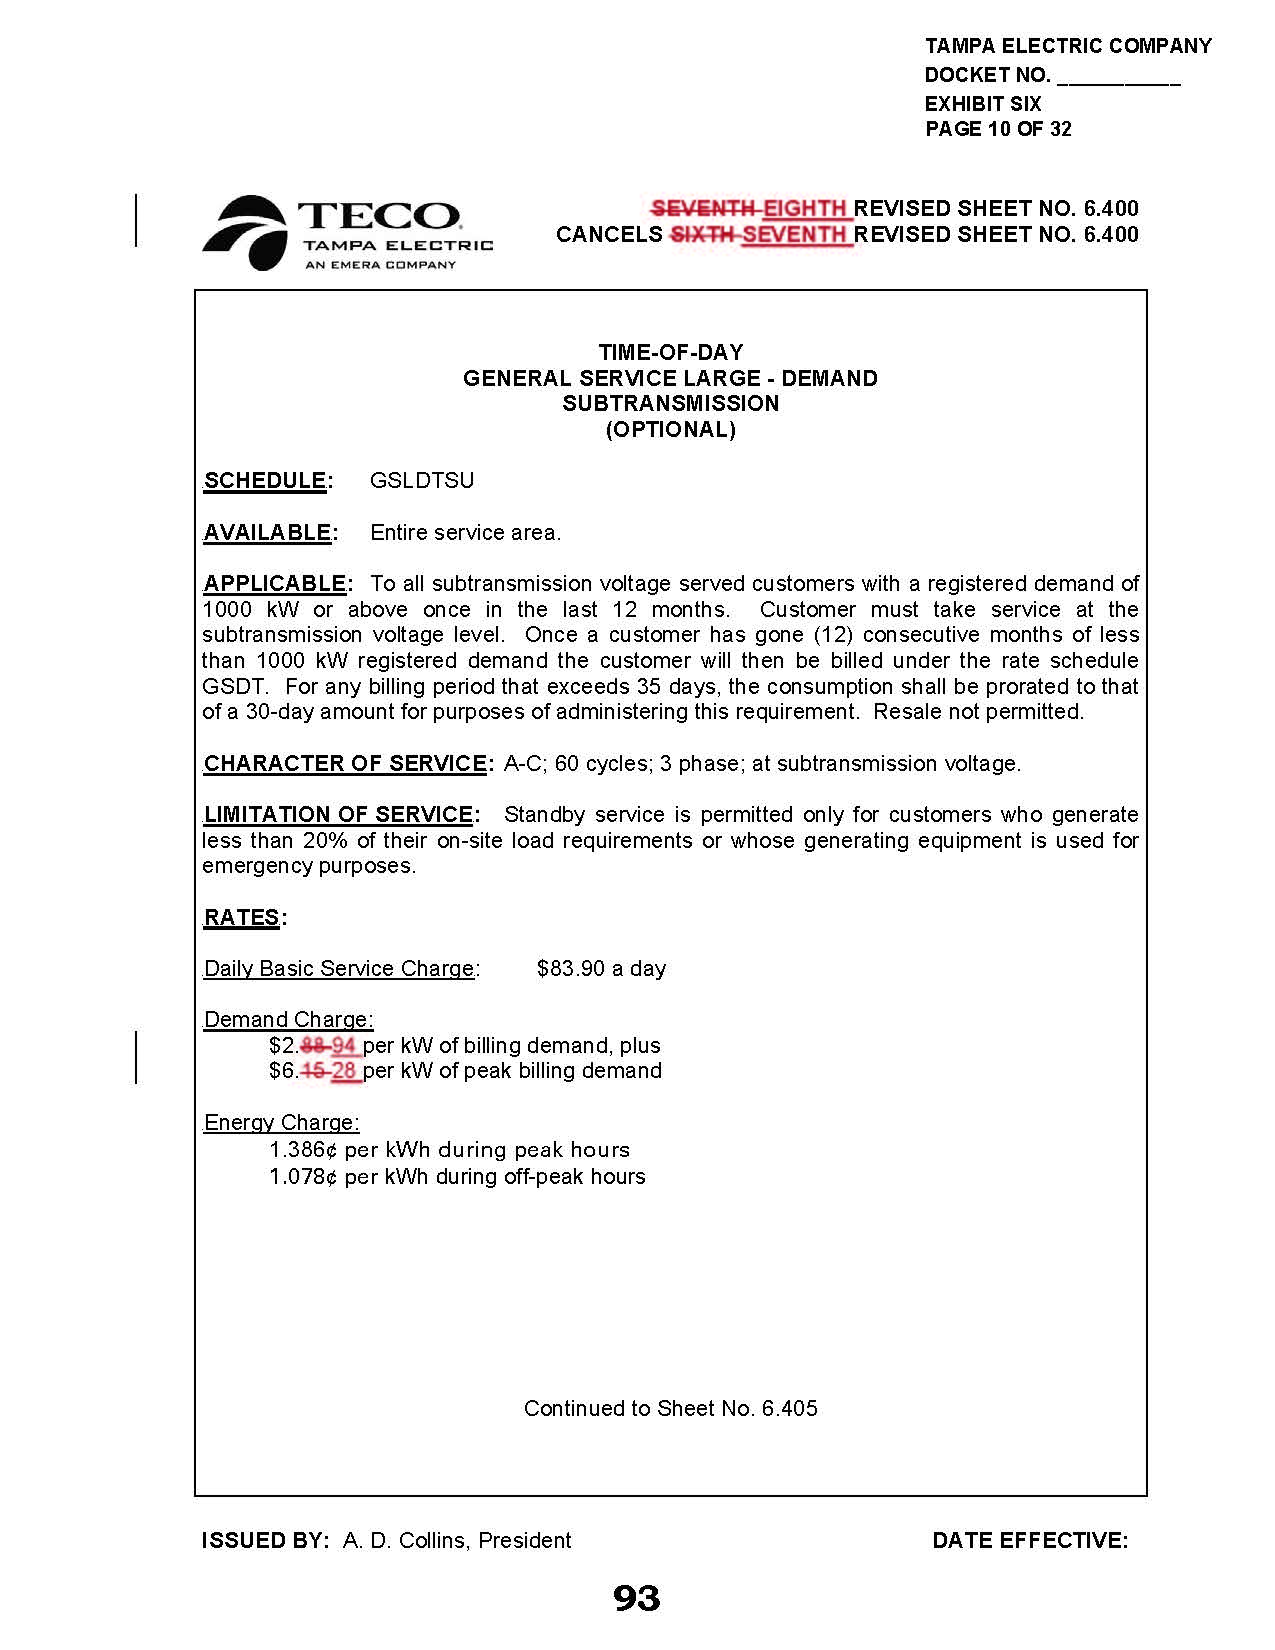 TAMPA ELECTRIC COMPANY
DOCKET NO. ___________
EXHIBIT SIX
PAGE 10 OF 32
TECO.
TAMPA ELECTRIC
AN EMERA COMPANY
SEVENTH EIGHTH REVISED SHEET NO. 6.400
CANCELS SIXTH SEVENTH REVISED SHEET NO. 6.400
TIME-OF-DAY
GENERAL SERVICE LARGE - DEMAND
SUBTRANSMISSION
(OPTIONAL)
SCHEDULE: GSLDTSU
AVAILABLE: Entire service area.
APPLICABLE: To all subtransmission voltage served customers with a registered demand of
1000 kW or above once in the last 12 months. Customer must take service at the
subtransmission voltage level. Once a customer has gone (12) consecutive months of less
than 1000 kW registered demand the customer will then be billed under the rate schedule
GSDT. For any billing period that exceeds 35 days, the consumption shall be prorated to that
of a 30-day amount for purposes of administering this requirement. Resale not permitted.
CHARACTER OF SERVICE: A-C; 60 cycles; 3 phase; at subtransmission voltage.
LIMITATION OF SERVICE: Standby service is permitted only for customers who generate
less than 20% of their on-site load requirements or whose generating equipment is used for
emergency purposes.
RATES:
Daily Basic Service Charge: $83.90 a day
Demand Charge:
$2.88 94 per kW of billing demand, plus
$6.15 28 per kW of peak billing demand
Energy Charge:
1.386¢ per kWh during peak hours
1.078¢ per kWh during off-peak hours
Continued to Sheet No. 6.405
ISSUED BY: A. D. Collins, President
DATE EFFECTIVE:
93